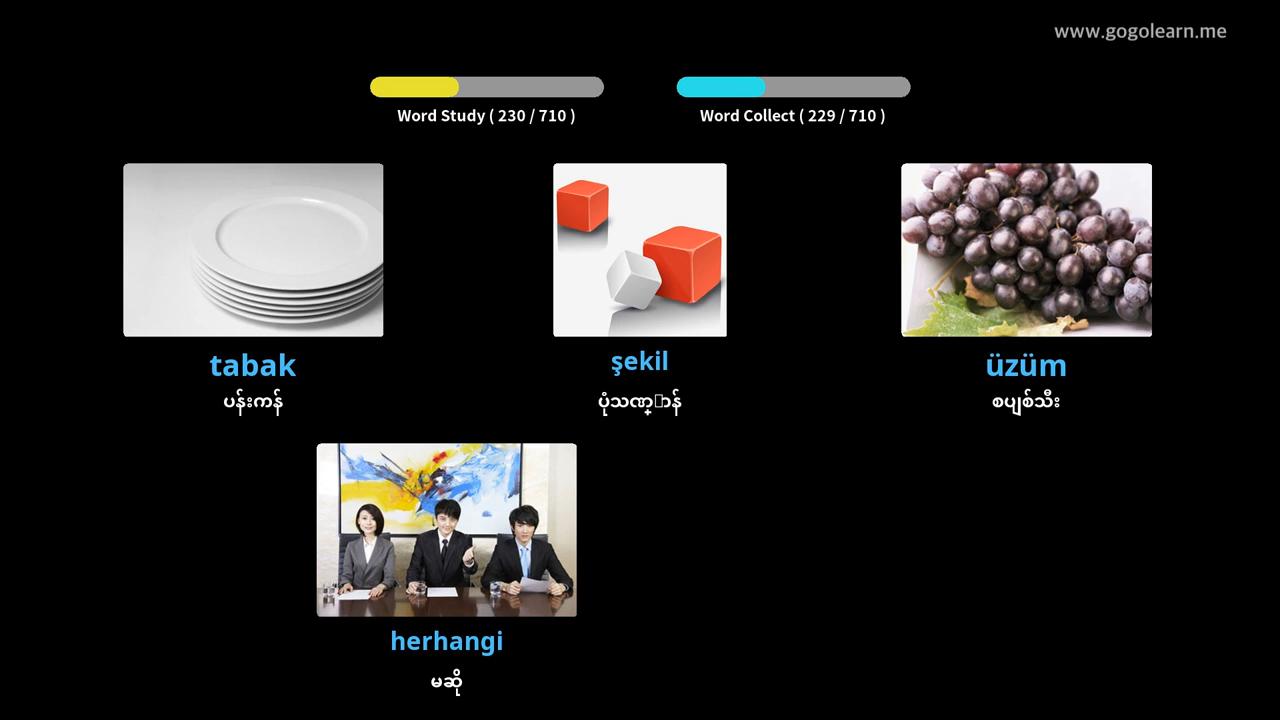 www.gogolearn.me
Word Study ( 230 / 710 )
Word Collect ( 229 / 710 )
tabak
şekil
üzüm
ပန်းကန်
ပုံသဏ္ဍာန်
စပျစ်သီး
herhangi
မဆို